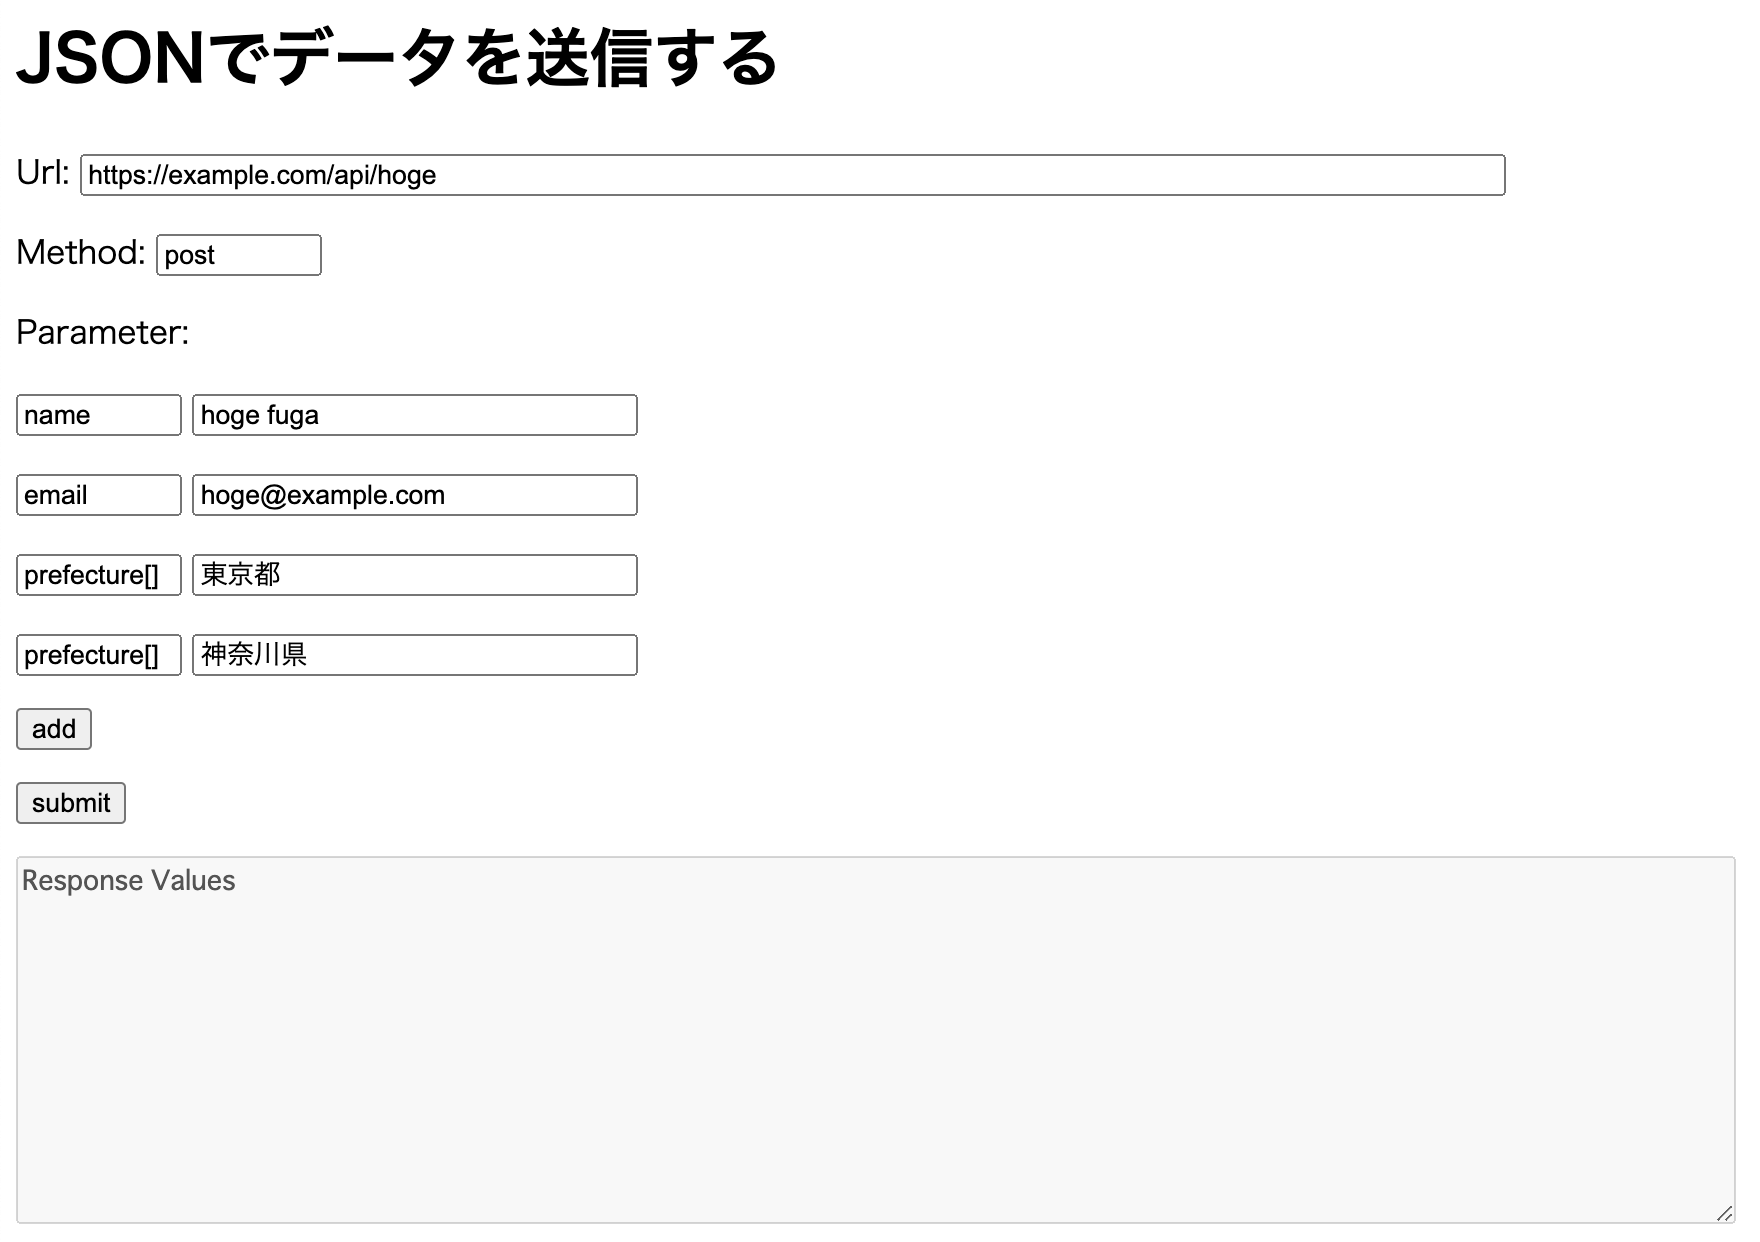 JSONでデータを送信する
Url: https://example.com/api/hoge
Method: post
Parameter:
name hoge fuga
email hoge@example.com
prefecture[] 東京都
prefecture[] 神奈川県
add
submit
Response Values